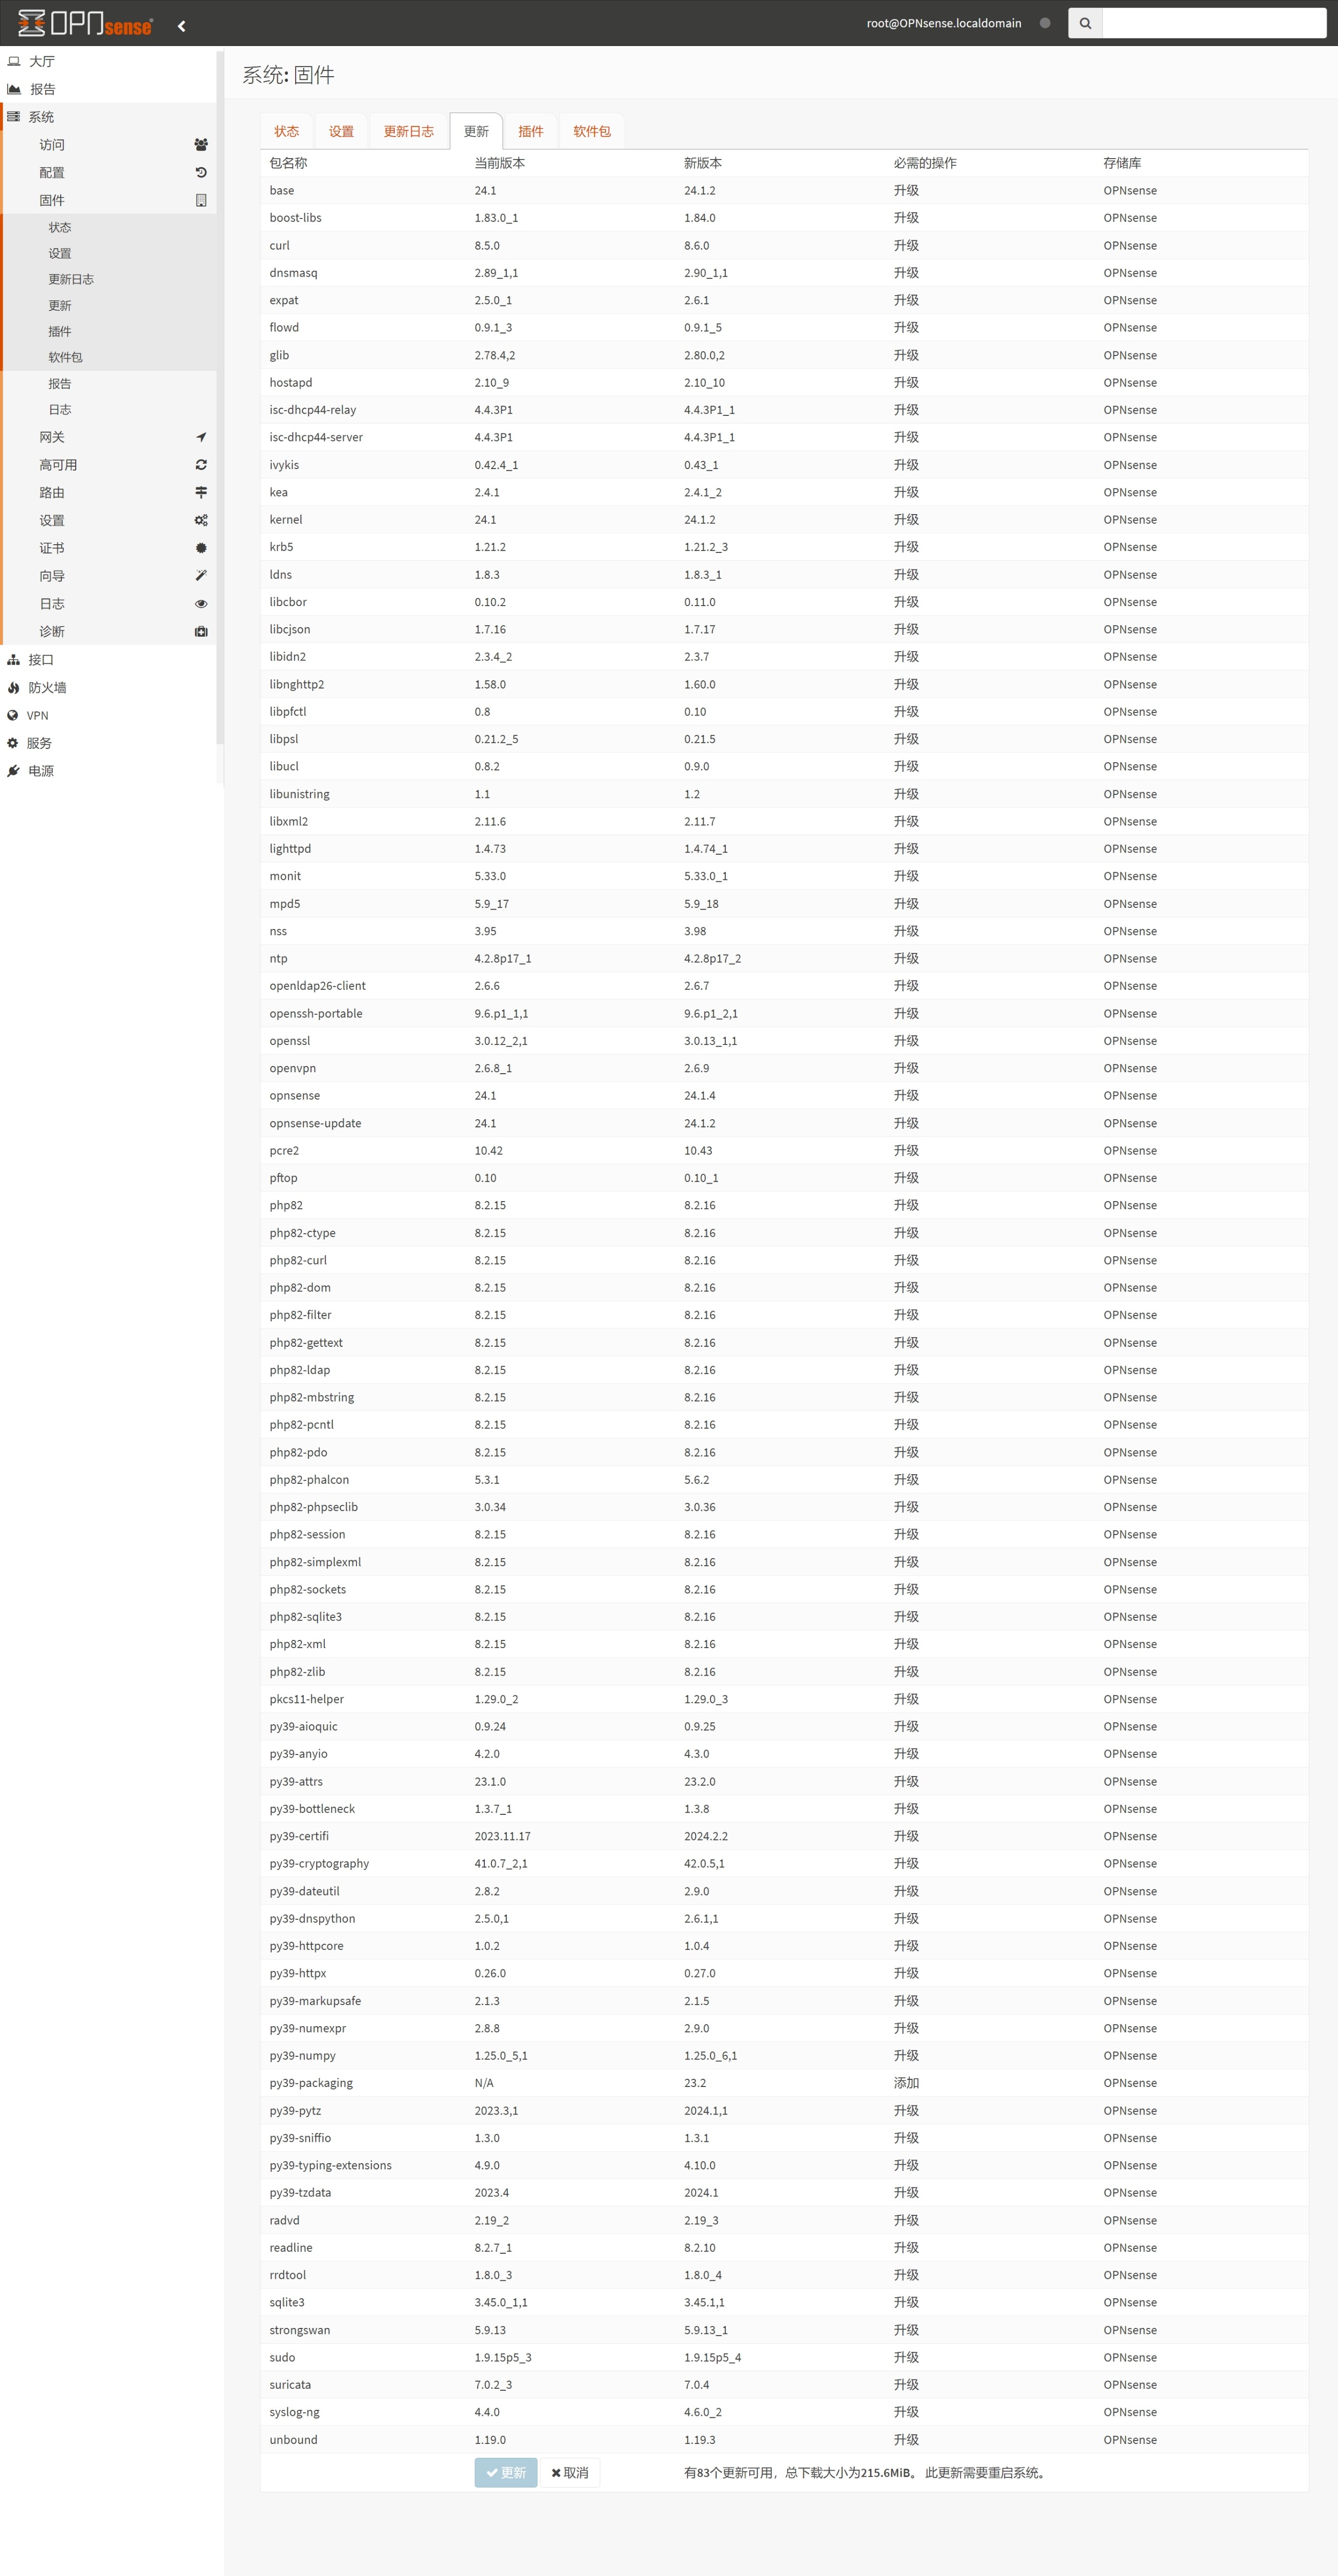 OPNsense
root@OPNsense.localdomain
大厅
报告
系统
访问
配置
固件
状态
设置
更新日志
更新
插件
软件包
报告
日志
网关
高可用
路由
设置
证书
向导
日志
诊断
接口
防火墙
VPN
服务
电源
系统: 固件
状态 设置 更新日志 更新 插件 软件包
包名称 当前版本 新版本 必需的操作 存储库
base 24.1 24.1.2 升级 OPNsense
boost-libs 1.83.0_1 1.84.0 升级 OPNsense
curl 8.5.0 8.6.0 升级 OPNsense
dnsmasq 2.89_1,1 2.90_1,1 升级 OPNsense
expat 2.5.0_1 2.6.1 升级 OPNsense
flowd 0.9.1_3 0.9.1_5 升级 OPNsense
glib 2.78.4,2 2.80.0,2 升级 OPNsense
hostapd 2.10_9 2.10_10 升级 OPNsense
isc-dhcp44-relay 4.4.3P1 4.4.3P1_1 升级 OPNsense
isc-dhcp44-server 4.4.3P1 4.4.3P1_1 升级 OPNsense
ivykis 0.42.4_1 0.43_1 升级 OPNsense
kea 2.4.1 2.4.1_2 升级 OPNsense
kernel 24.1 24.1.2 升级 OPNsense
krb5 1.21.2 1.21.2_3 升级 OPNsense
ldns 1.8.3 1.8.3_1 升级 OPNsense
libcbor 0.10.2 0.11.0 升级 OPNsense
libcjson 1.7.16 1.7.17 升级 OPNsense
libidn2 2.3.4_2 2.3.7 升级 OPNsense
libnghttp2 1.58.0 1.60.0 升级 OPNsense
libpfctl 0.8 0.10 升级 OPNsense
libpsl 0.21.2_5 0.21.5 升级 OPNsense
libucl 0.8.2 0.9.0 升级 OPNsense
libunistring 1.1 1.2 升级 OPNsense
libxml2 2.11.6 2.11.7 升级 OPNsense
lighttpd 1.4.73 1.4.74_1 升级 OPNsense
monit 5.33.0 5.33.0_1 升级 OPNsense
mpd5 5.9_17 5.9_18 升级 OPNsense
nss 3.95 3.98 升级 OPNsense
ntp 4.2.8p17_1 4.2.8p17_2 升级 OPNsense
openldap26-client 2.6.6 2.6.7 升级 OPNsense
openssh-portable 9.6.p1_1,1 9.6.p1_2,1 升级 OPNsense
openssl 3.0.12_2,1 3.0.13_1,1 升级 OPNsense
openvpn 2.6.8_1 2.6.9 升级 OPNsense
opnsense 24.1 24.1.4 升级 OPNsense
opnsense-update 24.1 24.1.2 升级 OPNsense
pcre2 10.42 10.43 升级 OPNsense
pftop 0.10 0.10_1 升级 OPNsense
php82 8.2.15 8.2.16 升级 OPNsense
php82-ctype 8.2.15 8.2.16 升级 OPNsense
php82-curl 8.2.15 8.2.16 升级 OPNsense
php82-dom 8.2.15 8.2.16 升级 OPNsense
php82-filter 8.2.15 8.2.16 升级 OPNsense
php82-gettext 8.2.15 8.2.16 升级 OPNsense
php82-ldap 8.2.15 8.2.16 升级 OPNsense
php82-mbstring 8.2.15 8.2.16 升级 OPNsense
php82-pcntl 8.2.15 8.2.16 升级 OPNsense
php82-pdo 8.2.15 8.2.16 升级 OPNsense
php82-phalcon 5.3.1 5.6.2 升级 OPNsense
php82-phpseclib 3.0.34 3.0.36 升级 OPNsense
php82-session 8.2.15 8.2.16 升级 OPNsense
php82-simplexml 8.2.15 8.2.16 升级 OPNsense
php82-sockets 8.2.15 8.2.16 升级 OPNsense
php82-sqlite3 8.2.15 8.2.16 升级 OPNsense
php82-xml 8.2.15 8.2.16 升级 OPNsense
php82-zlib 8.2.15 8.2.16 升级 OPNsense
pkcs11-helper 1.29.0_2 1.29.0_3 升级 OPNsense
py39-aioquic 0.9.24 0.9.25 升级 OPNsense
py39-anyio 4.2.0 4.3.0 升级 OPNsense
py39-attrs 23.1.0 23.2.0 升级 OPNsense
py39-bottleneck 1.3.7_1 1.3.8 升级 OPNsense
py39-certifi 2023.11.17 2024.2.2 升级 OPNsense
py39-cryptography 41.0.7_2,1 42.0.5,1 升级 OPNsense
py39-dateutil 2.8.2 2.9.0 升级 OPNsense
py39-dnspython 2.5.0,1 2.6.1,1 升级 OPNsense
py39-httpcore 1.0.2 1.0.4 升级 OPNsense
py39-httpx 0.26.0 0.27.0 升级 OPNsense
py39-markupsafe 2.1.3 2.1.5 升级 OPNsense
py39-numexpr 2.8.8 2.9.0 升级 OPNsense
py39-numpy 1.25.0_5,1 1.25.0_6,1 升级 OPNsense
py39-packaging N/A 23.2 添加 OPNsense
py39-pytz 2023.3,1 2024.1,1 升级 OPNsense
py39-sniffio 1.3.0 1.3.1 升级 OPNsense
py39-typing-extensions 4.9.0 4.10.0 升级 OPNsense
py39-tzdata 2023.4 2024.1 升级 OPNsense
radvd 2.19_2 2.19_3 升级 OPNsense
readline 8.2.7_1 8.2.10 升级 OPNsense
rrdtool 1.8.0_3 1.8.0_4 升级 OPNsense
sqlite3 3.45.0_1,1 3.45.1,1 升级 OPNsense
strongswan 5.9.13 5.9.13_1 升级 OPNsense
sudo 1.9.15p5_3 1.9.15p5_4 升级 OPNsense
suricata 7.0.2_3 7.0.4 升级 OPNsense
syslog-ng 4.4.0 4.6.0_2 升级 OPNsense
unbound 1.19.0 1.19.3 升级 OPNsense
更新 取消 有83个更新可用，总下载大小为215.6MiB。 此更新需要重启系统。